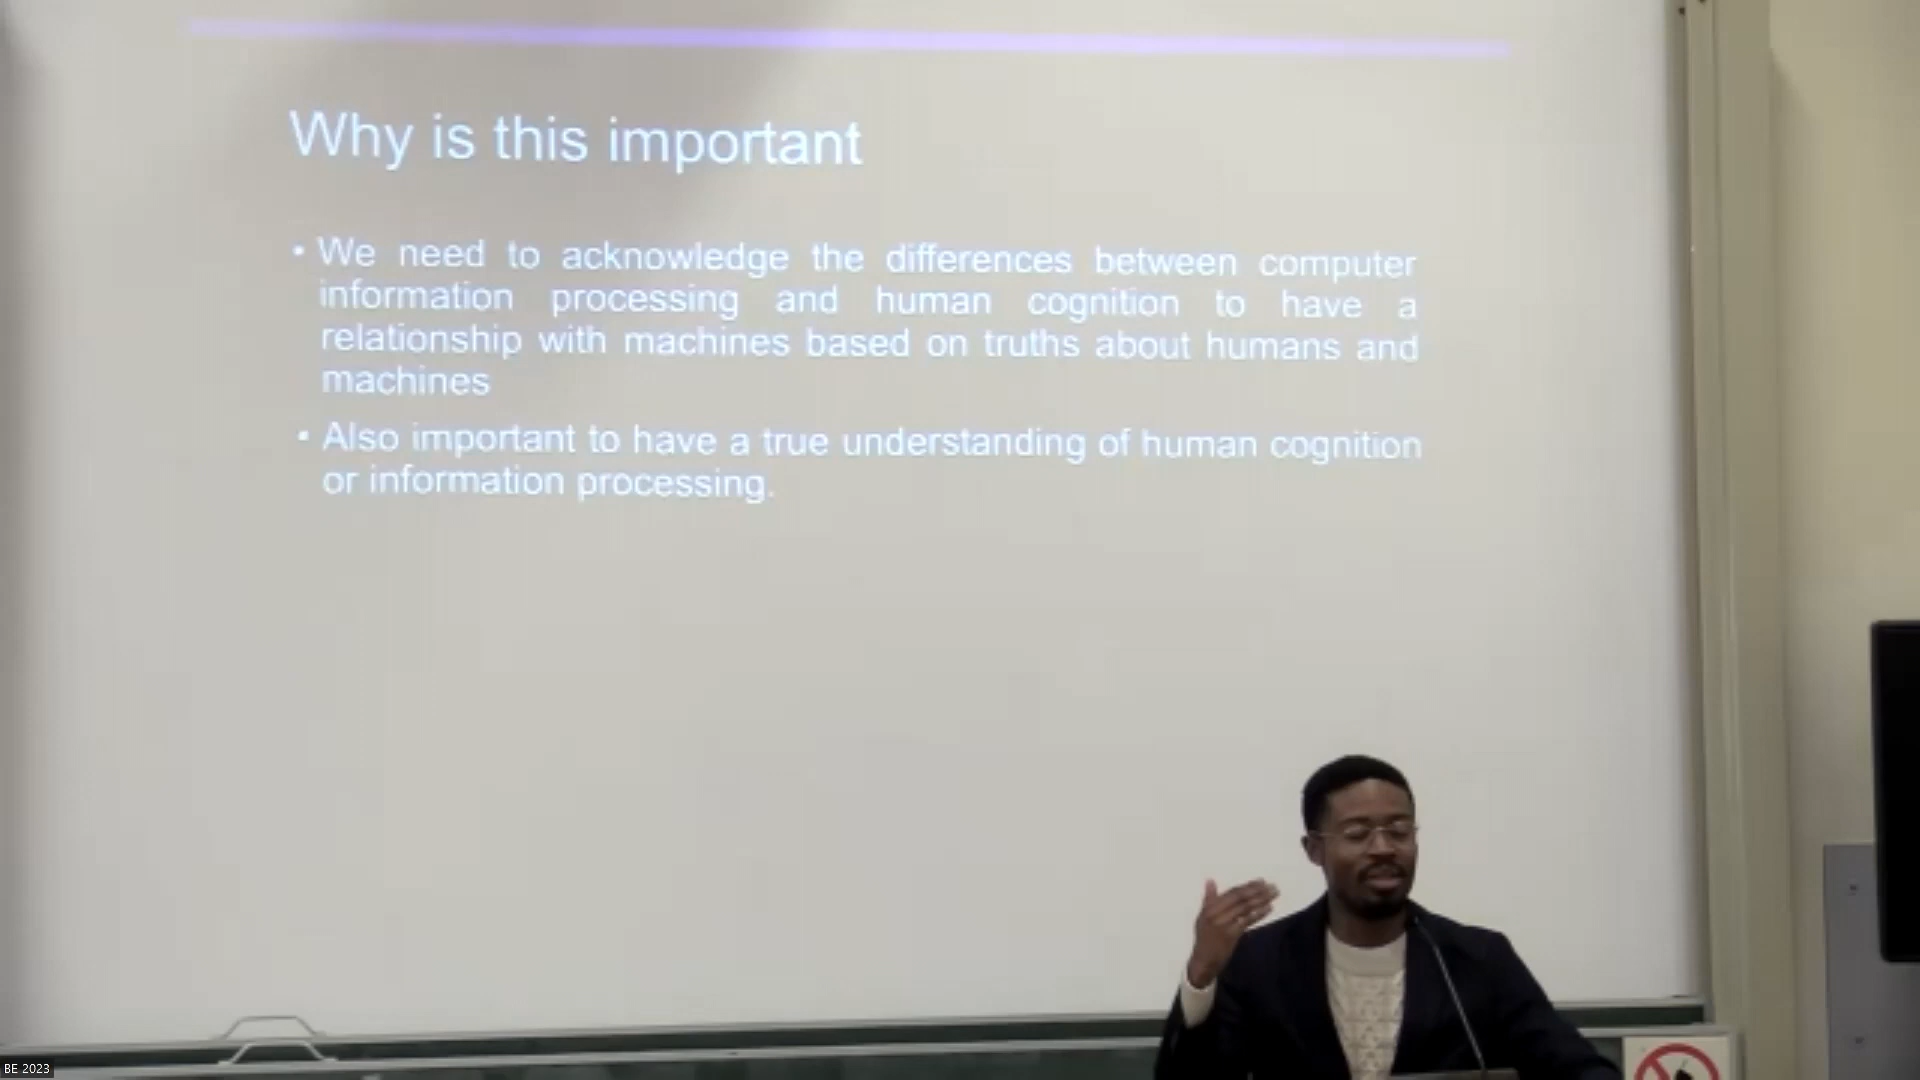 Why is this important
• We need to acknowledge the differences between computer
information processing and human cognition to have a
relationship with machines based on truths about humans and
machines
• Also important to have a true understanding of human cognition
or information processing.
BE 2023